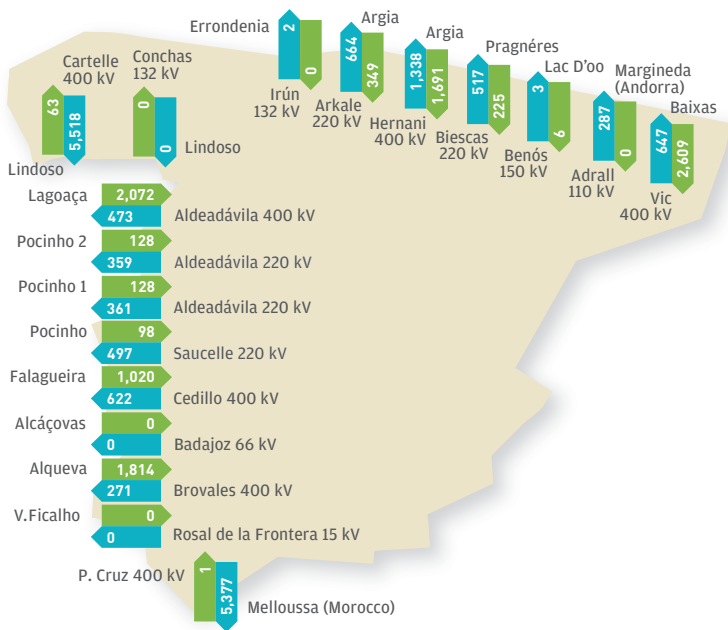 Errondenia
2
0
Irún
132 kV
Argia
664
349
Arkale
220 kV
Argia
1,338
1,691
Hernani
400 kV
Pragnéres
517
225
Biescas
220 kV
Lac D’oo
3
6
Benós
150 kV
Margineda
(Andorra)
287
0
Adrall
110 kV
Baixas
647
2,609
Vic
400 kV
Cartelle
400 kV
63
5,518
Lindoso
Conchas
132 kV
0
0
Lindoso
Lagoaça
2,072
473
Aldeadávila 400 kV
Pocinho 2
128
359
Aldeadávila 220 kV
Pocinho 1
128
361
Aldeadávila 220 kV
Pocinho
98
497
Saucelle 220 kV
Falagueira
1,020
622
Cedillo 400 kV
Alcáçovas
0
0
Badajoz 66 kV
Alqueva
1,814
271
Brovales 400 kV
V.Ficalho
0
0
Rosal de la Frontera 15 kV
P. Cruz 400 kV
1
5,377
Melloussa (Morocco)